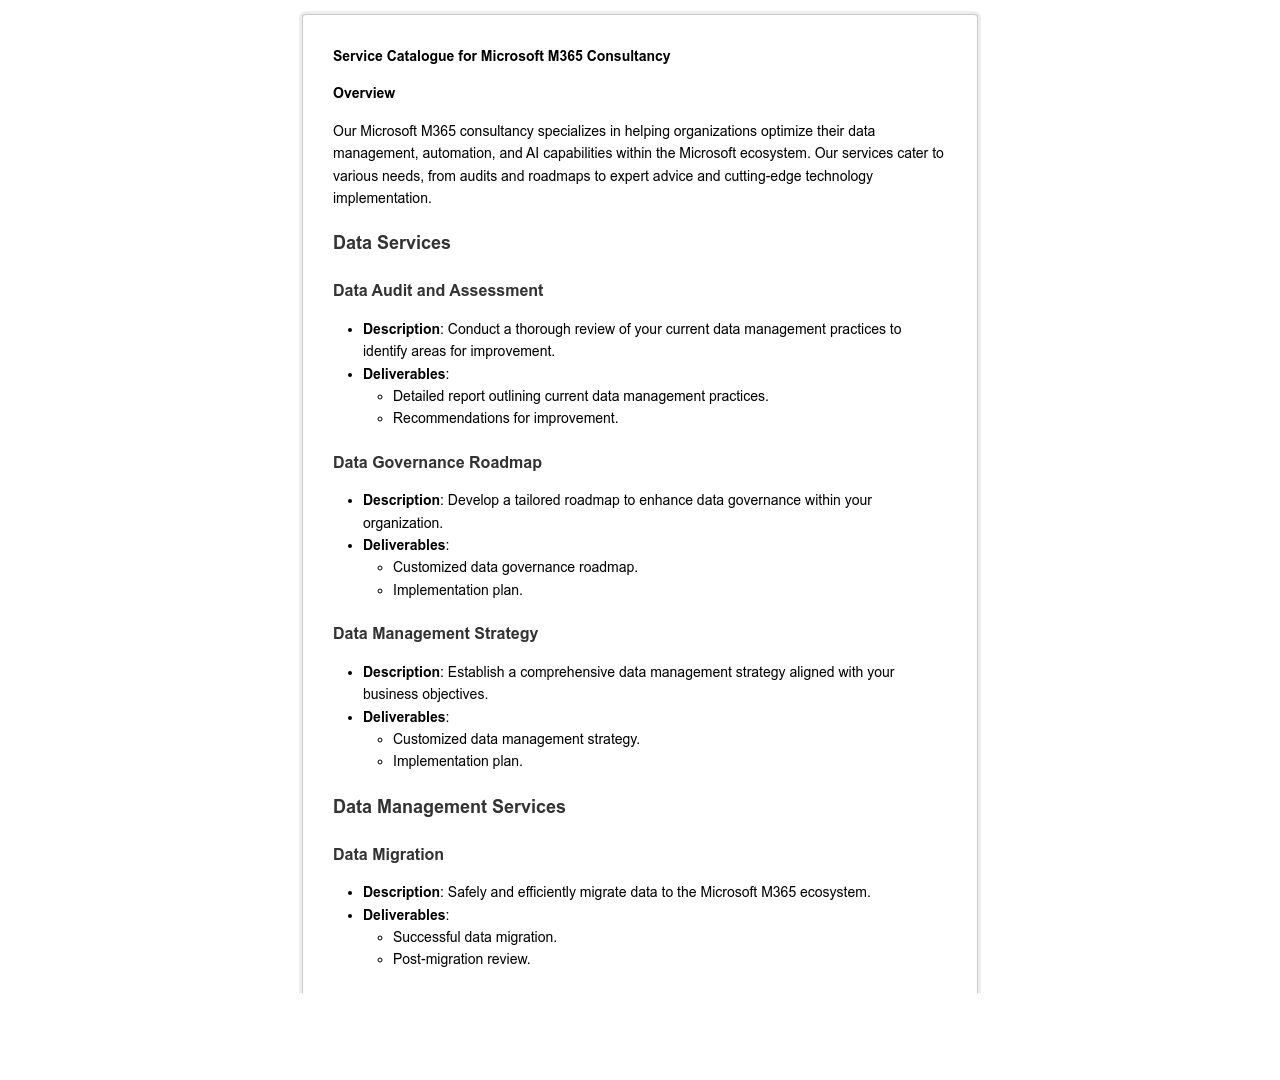 Service Catalogue for Microsoft M365 Consultancy
Overview
Our Microsoft M365 consultancy specializes in helping organizations optimize their data
management, automation, and AI capabilities within the Microsoft ecosystem. Our services cater to
various needs, from audits and roadmaps to expert advice and cutting-edge technology
implementation.
Data Services
Data Audit and Assessment
• Description: Conduct a thorough review of your current data management practices to
identify areas for improvement.
• Deliverables:
◦ Detailed report outlining current data management practices.
◦ Recommendations for improvement.
Data Governance Roadmap
• Description: Develop a tailored roadmap to enhance data governance within your
organization.
• Deliverables:
◦ Customized data governance roadmap.
◦ Implementation plan.
Data Management Strategy
• Description: Establish a comprehensive data management strategy aligned with your
business objectives.
• Deliverables:
◦ Customized data management strategy.
◦ Implementation plan.
Data Management Services
Data Migration
• Description: Safely and efficiently migrate data to the Microsoft M365 ecosystem.
• Deliverables:
◦ Successful data migration.
◦ Post-migration review.